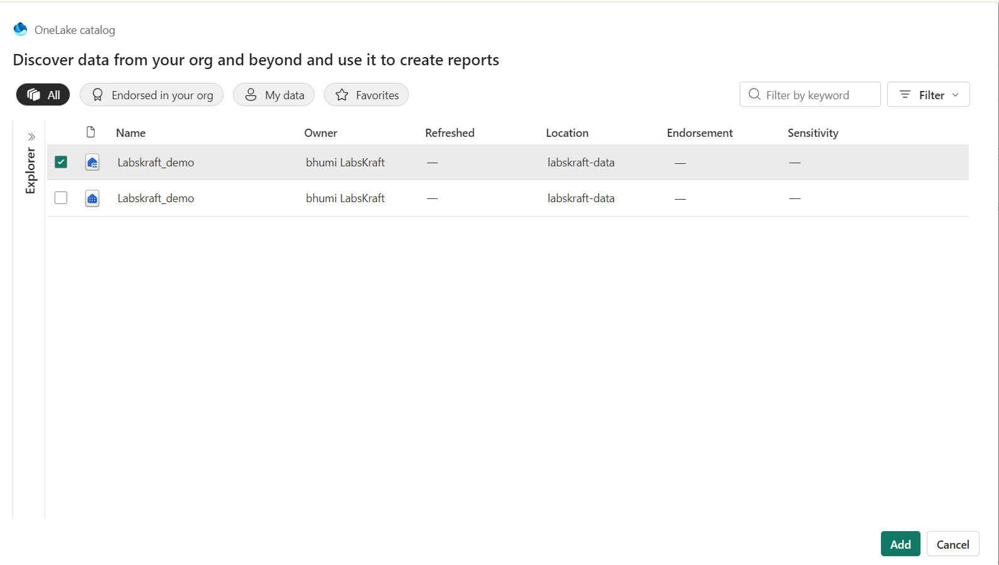 OneLake catalog
Discover data from your org and beyond and use it to create reports
All Endorsed in your org My data Favorites Filter by keyword Filter
Explorer
Name Owner Refreshed Location Endorsement Sensitivity
Labskraft_demo bhumi LabsKraft — labskraft-data — —
Labskraft_demo bhumi LabsKraft — labskraft-data — —
Add Cancel